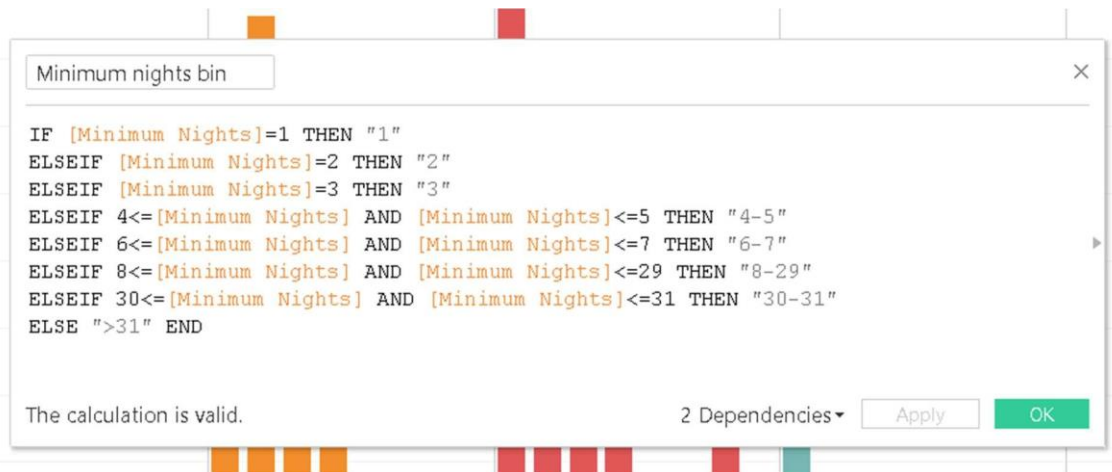 Minimum nights bin
IF [Minimum Nights]=1 THEN "1"
ELSEIF [Minimum Nights]=2 THEN "2"
ELSEIF [Minimum Nights]=3 THEN "3"
ELSEIF 4<=[Minimum Nights] AND [Minimum Nights]<=5 THEN "4-5"
ELSEIF 6<=[Minimum Nights] AND [Minimum Nights]<=7 THEN "6-7"
ELSEIF 8<=[Minimum Nights] AND [Minimum Nights]<=29 THEN "8-29"
ELSEIF 30<=[Minimum Nights] AND [Minimum Nights]<=31 THEN "30-31"
ELSE ">31" END
The calculation is valid. 2 Dependencies Apply OK